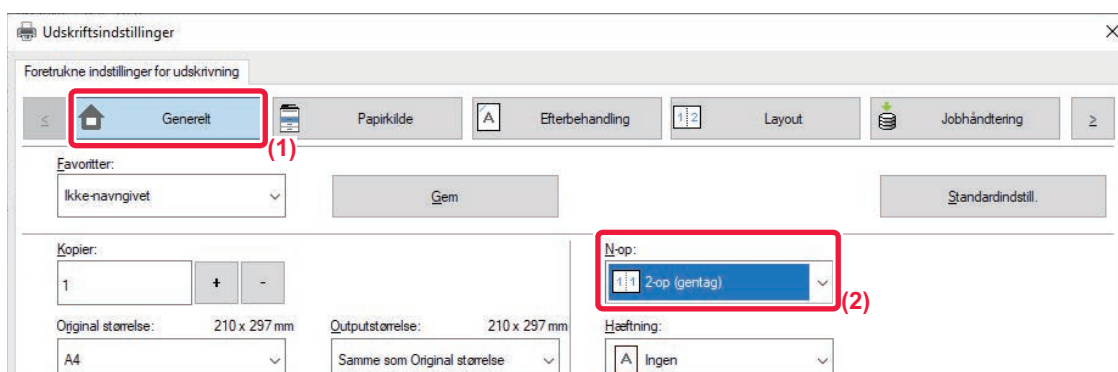 Udskriftsindstillinger
Foretrukne indstillinger for udskrivning
< Generelt Papirkilde A Efterbehandling 1 2 Layout Jobhåndtering >
(1)
Favoritter:
Ikke-navngivet Gem Standardindstill.
Kopier: N-op:
1 + - 1 1 2-op (gentag)
(2)
Original størrelse: 210 x 297 mm Outputstørrelse: 210 x 297 mm Hæftning:
A4 Samme som Original størrelse A Ingen